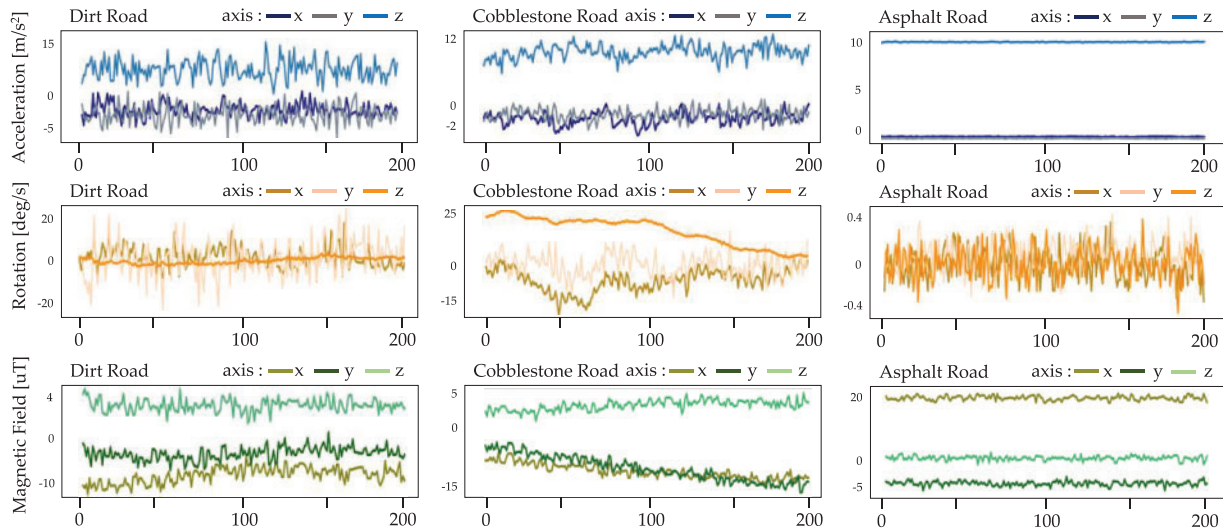 Dirt Road axis : x y z
Cobblestone Road axis : x y z
Asphalt Road axis : x y z
Acceleration [m/s²]
15
0
-5
12
0
-2
10
5
0
0 100 200
0 100 200
0 100 200
Dirt Road axis : x y z
Cobblestone Road axis : x y z
Asphalt Road axis : x y z
Rotation [deg/s]
20
0
-20
25
0
-15
0.4
0
-0.4
0 100 200
0 100 200
0 100 200
Dirt Road axis : x y z
Cobblestone Road axis : x y z
Asphalt Road axis : x y z
Magnetic Field [uT]
4
0
-10
5
0
-15
20
0
-5
0 100 200
0 100 200
0 100 200